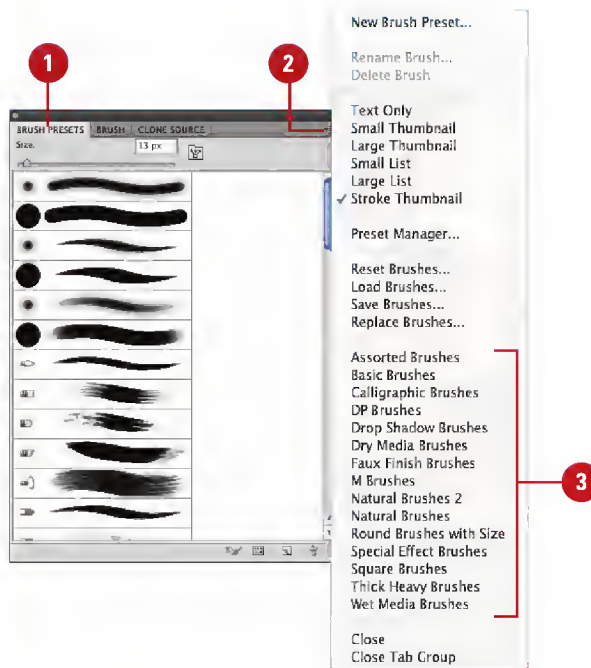 1
2
BRUSH PRESETS BRUSH CLONE SOURCE
Size: 13 px
New Brush Preset...
Rename Brush...
Delete Brush
Text Only
Small Thumbnail
Large Thumbnail
Small List
Large List
✓ Stroke Thumbnail
Preset Manager...
Reset Brushes...
Load Brushes...
Save Brushes...
Replace Brushes...
Assorted Brushes
Basic Brushes
Calligraphic Brushes
DP Brushes
Drop Shadow Brushes
Dry Media Brushes
Faux Finish Brushes
M Brushes
Natural Brushes 2
Natural Brushes
Round Brushes with Size
Special Effect Brushes
Square Brushes
Thick Heavy Brushes
Wet Media Brushes
3
Close
Close Tab Group